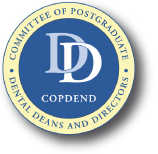 COMMITTEE OF POSTGRADUATE
DD
COPDEND
• DENTAL DEANS AND DIRECTORS •